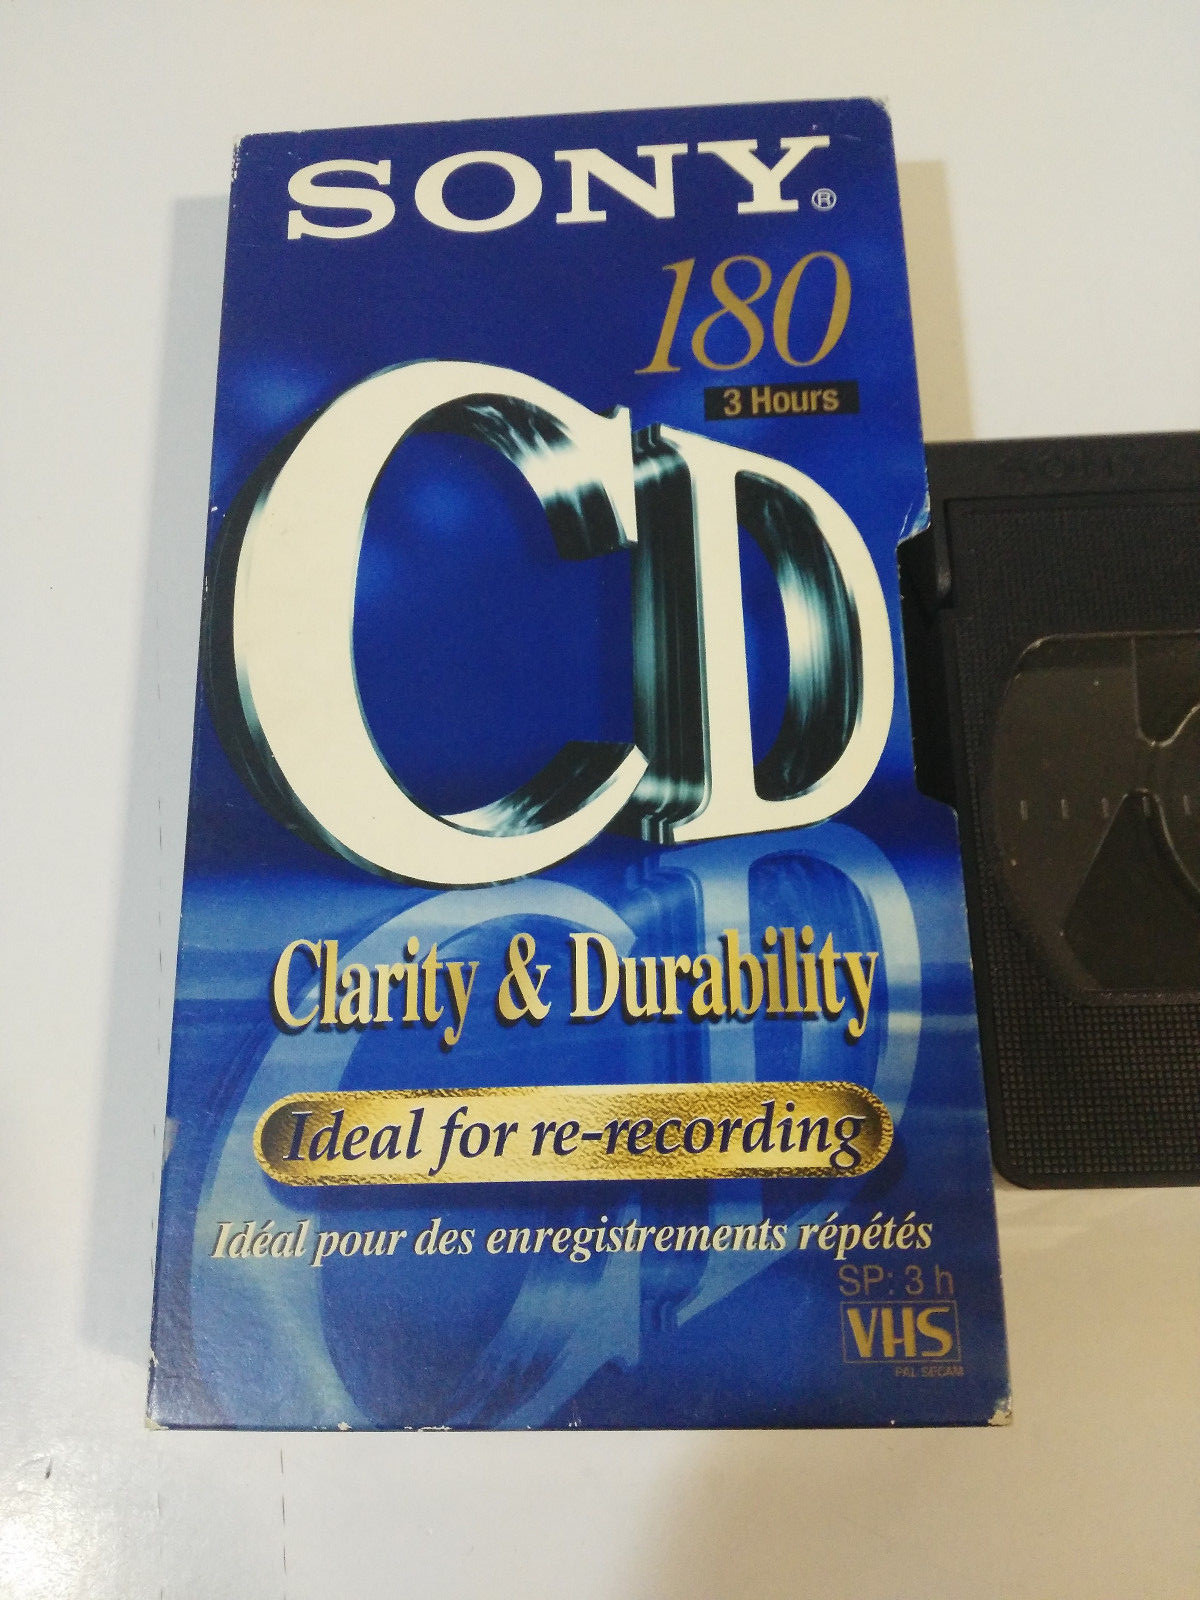 SONY®
180
3 Hours
CD
Clarity & Durability
Ideal for re-recording
Idéal pour des enregistrements répétés
SP: 3 h
VHS
PAL SECAM
SONY